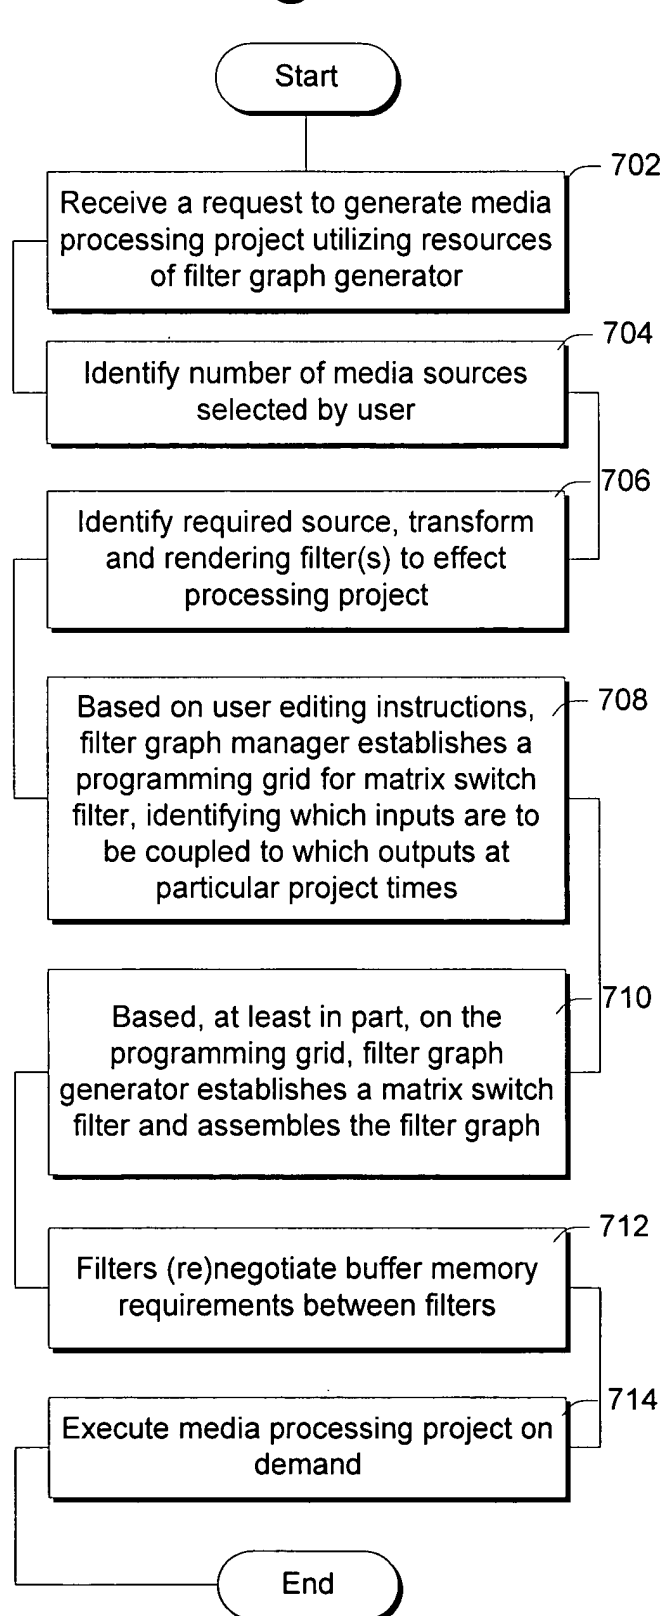 Start
702
Receive a request to generate media
processing project utilizing resources
of filter graph generator
704
Identify number of media sources
selected by user
706
Identify required source, transform
and rendering filter(s) to effect
processing project
708
Based on user editing instructions,
filter graph manager establishes a
programming grid for matrix switch
filter, identifying which inputs are to
be coupled to which outputs at
particular project times
710
Based, at least in part, on the
programming grid, filter graph
generator establishes a matrix switch
filter and assembles the filter graph
712
Filters (re)negotiate buffer memory
requirements between filters
714
Execute media processing project on
demand
End